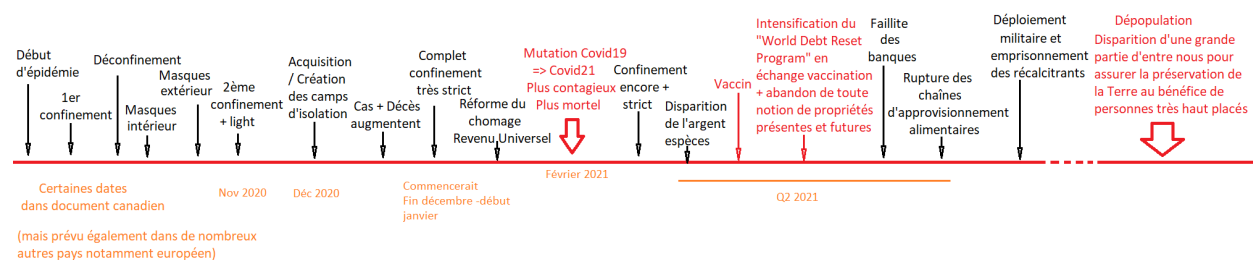 Début
d'épidémie
1er
confinement
Déconfinement
Masques
intérieur
Masques
extérieur
2ème
confinement
+ light
Acquisition
/ Création
des camps
d'isolation
Cas + Décès
augmentent
Complet
confinement
très strict
Réforme du
chomage
Revenu Universel
Mutation Covid19
=> Covid21
Plus contagieux
Plus mortel
Confinement
encore +
strict
Disparition
de l'argent
espèces
Vaccin
Intensification du
"World Debt Reset
Program" en
échange vaccination
+ abandon de toute
notion de propriétés
présentes et futures
Faillite
des
banques
Rupture des
chaînes
d'approvisionnement
alimentaires
Déploiement
militaire et
emprisonnement
des récalcitrants
Dépopulation
Disparition d'une grande
partie d'entre nous pour
assurer la préservation de
la Terre au bénéfice de
personnes très haut placés
Certaines dates
dans document canadien
(mais prévu également dans de nombreux
autres pays notamment européen)
Nov 2020
Déc 2020
Commencerait
Fin décembre -début
janvier
Février 2021
Q2 2021